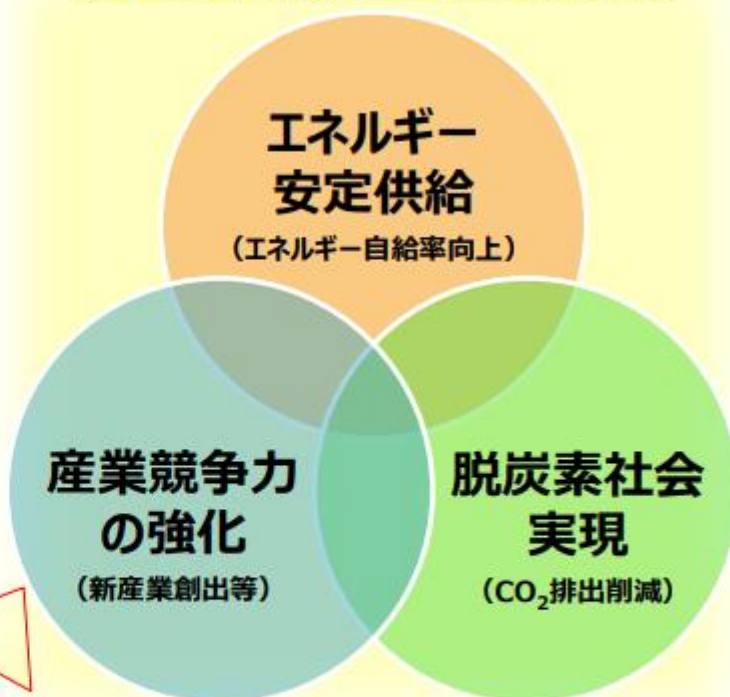 エネルギー
安定供給
（エネルギー自給率向上）
産業競争力
の強化
（新産業創出等）
脱炭素社会
実現
（CO₂排出削減）